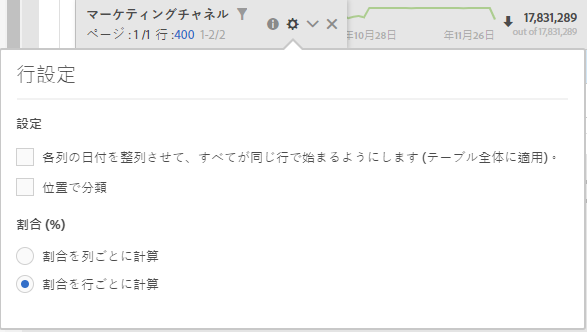 マーケティングチャネル
ページ : 1 /1 行 :400 1-2/2
年10月28日
年11月26日
17,831,289
out of 17,831,289
行設定
設定
各列の日付を整列させて、すべてが同じ行で始まるようにします (テーブル全体に適用) 。
位置で分類
割合 (%)
割合を列ごとに計算
割合を行ごとに計算